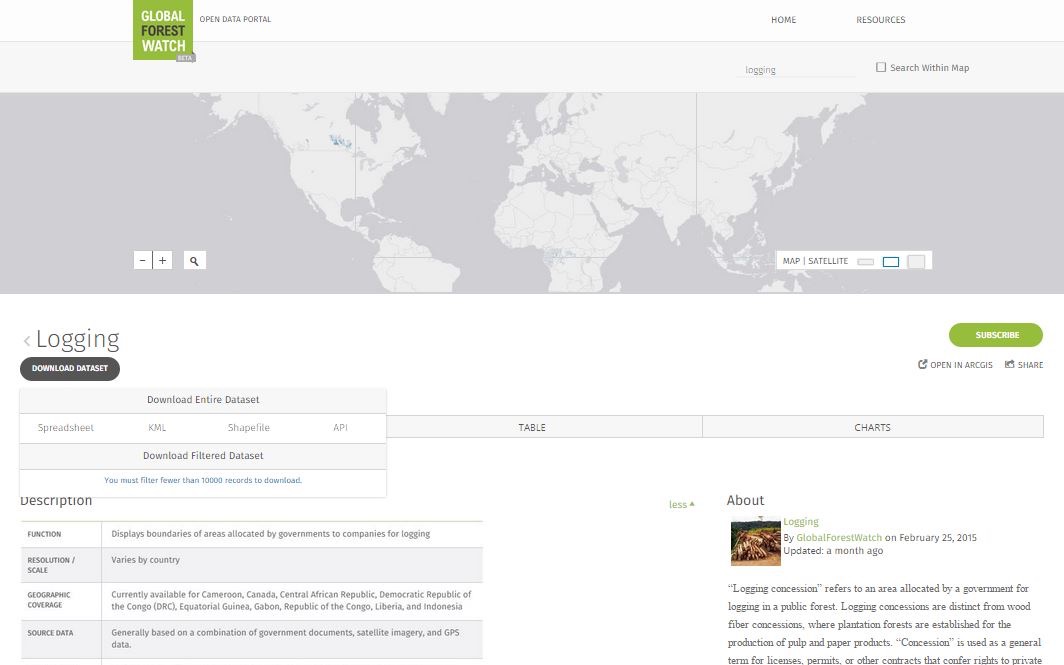 GLOBAL
FOREST
WATCH
BETA
OPEN DATA PORTAL
HOME
RESOURCES
logging
Search Within Map
− +
MAP | SATELLITE
‹ Logging
SUBSCRIBE
DOWNLOAD DATASET
OPEN IN ARCGIS
SHARE
Download Entire Dataset
Spreadsheet KML Shapefile API
Download Filtered Dataset
You must filter fewer than 10000 records to download.
TABLE
CHARTS
Description
less
FUNCTION
Displays boundaries of areas allocated by governments to companies for logging
RESOLUTION /
SCALE
Varies by country
GEOGRAPHIC
COVERAGE
Currently available for Cameroon, Canada, Central African Republic, Democratic Republic of
the Congo (DRC), Equatorial Guinea, Gabon, Republic of the Congo, Liberia, and Indonesia
SOURCE DATA
Generally based on a combination of government documents, satellite imagery, and GPS
data.
About
Logging
By GlobalForestWatch on February 25, 2015
Updated: a month ago
“Logging concession” refers to an area allocated by a government for
logging in a public forest. Logging concessions are distinct from wood
fiber concessions, where plantation forests are established for the
production of pulp and paper products. “Concession” is used as a general
term for licenses, permits, or other contracts that confer rights to private